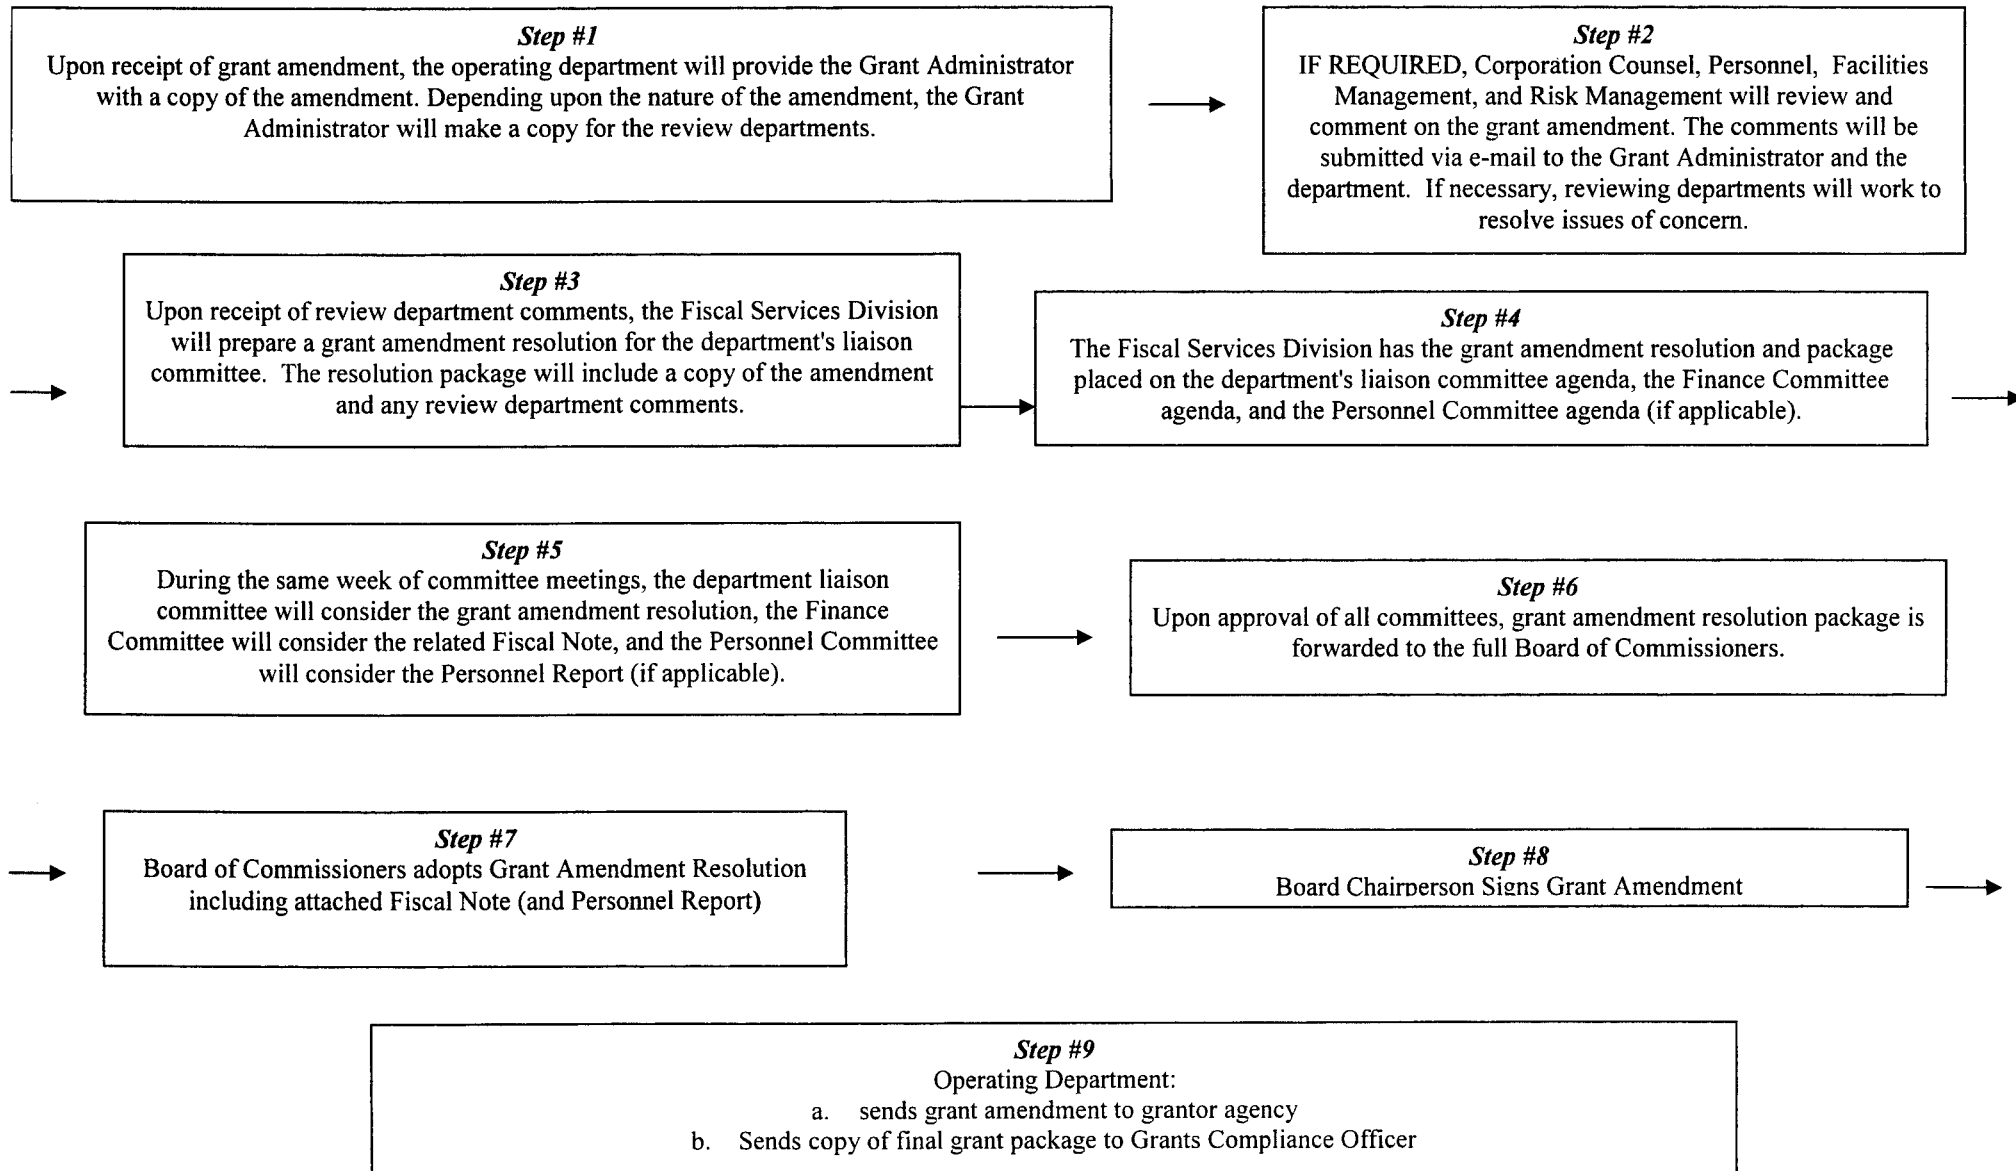 Step #1
Upon receipt of grant amendment, the operating department will provide the Grant Administrator
with a copy of the amendment. Depending upon the nature of the amendment, the Grant
Administrator will make a copy for the review departments.
Step #2
IF REQUIRED, Corporation Counsel, Personnel, Facilities
Management, and Risk Management will review and
comment on the grant amendment. The comments will be
submitted via e-mail to the Grant Administrator and the
department. If necessary, reviewing departments will work to
resolve issues of concern.
Step #3
Upon receipt of review department comments, the Fiscal Services Division
will prepare a grant amendment resolution for the department's liaison
committee. The resolution package will include a copy of the amendment
and any review department comments.
Step #4
The Fiscal Services Division has the grant amendment resolution and package
placed on the department's liaison committee agenda, the Finance Committee
agenda, and the Personnel Committee agenda (if applicable).
Step #5
During the same week of committee meetings, the department liaison
committee will consider the grant amendment resolution, the Finance
Committee will consider the related Fiscal Note, and the Personnel Committee
will consider the Personnel Report (if applicable).
Step #6
Upon approval of all committees, grant amendment resolution package is
forwarded to the full Board of Commissioners.
Step #7
Board of Commissioners adopts Grant Amendment Resolution
including attached Fiscal Note (and Personnel Report)
Step #8
Board Chairperson Signs Grant Amendment
Step #9
Operating Department:
a. sends grant amendment to grantor agency
b. Sends copy of final grant package to Grants Compliance Officer